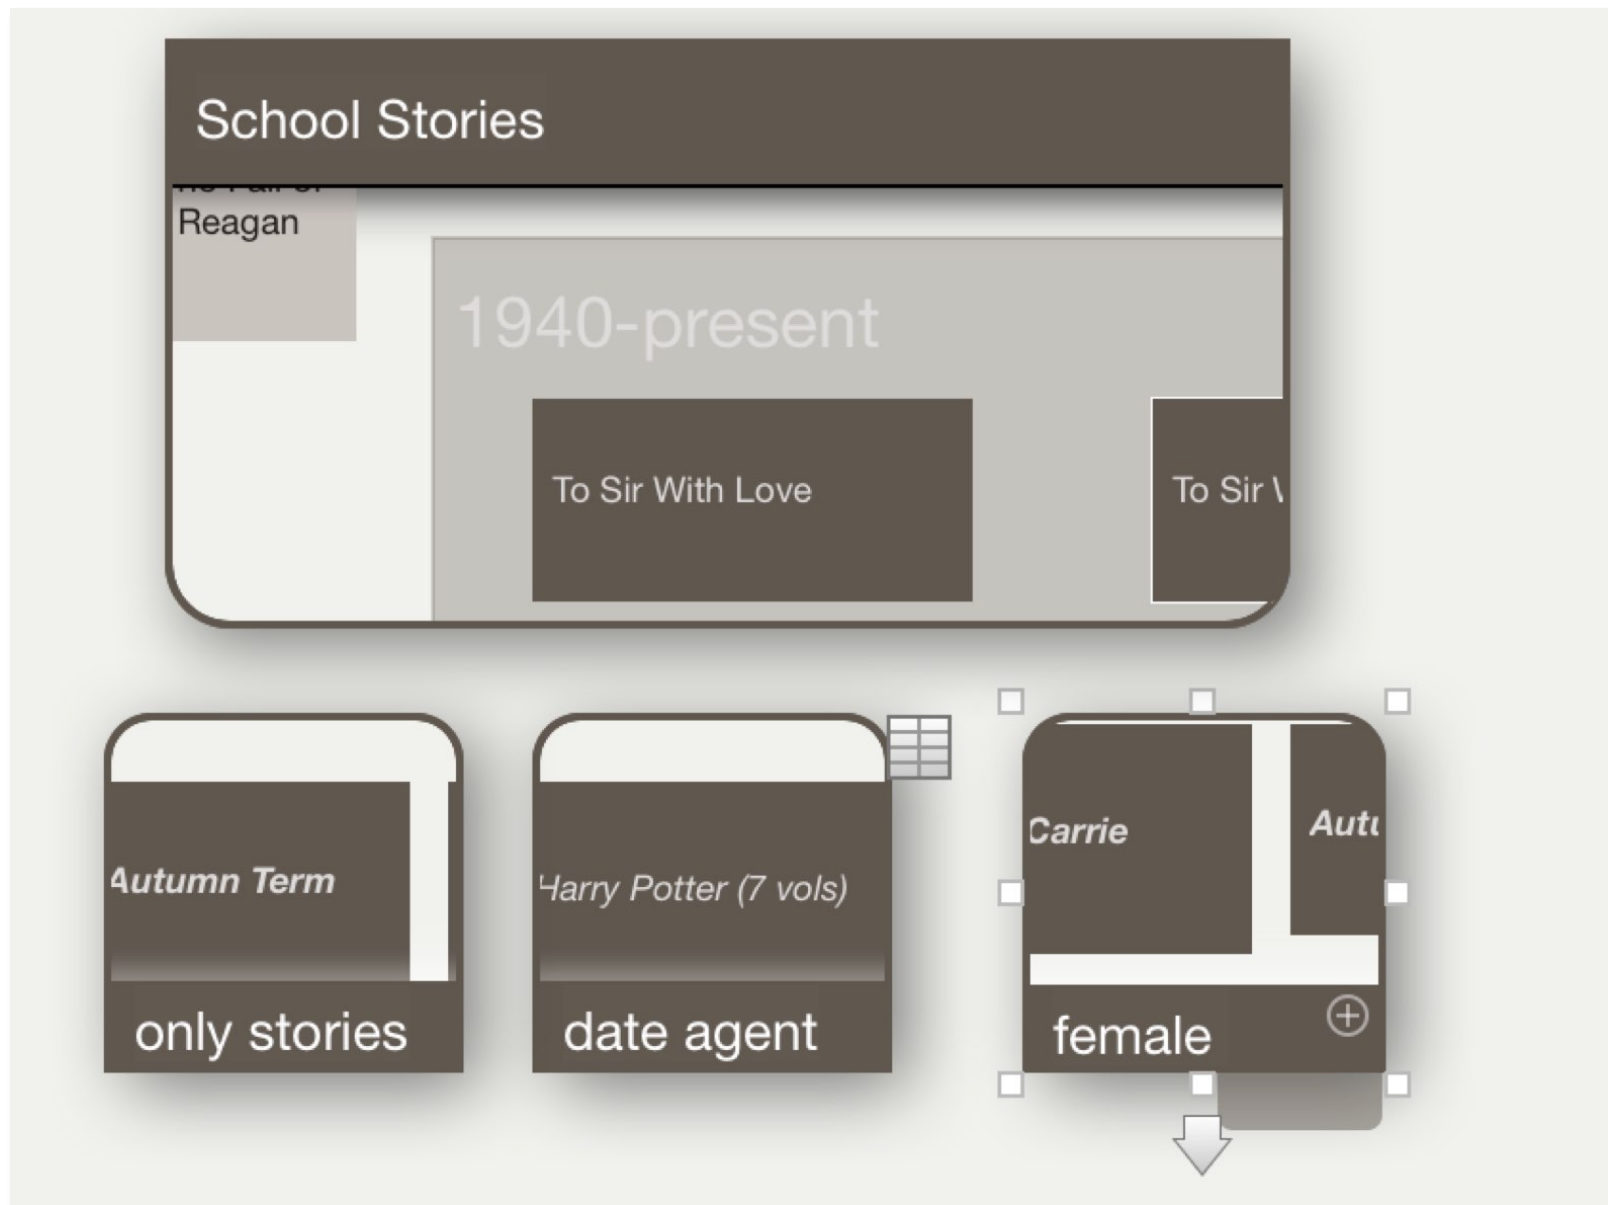 School Stories
Reagan
1940-present
To Sir With Love
To Sir
Autumn Term
Harry Potter (7 vols)
Carrie
Autu
only stories
date agent
female